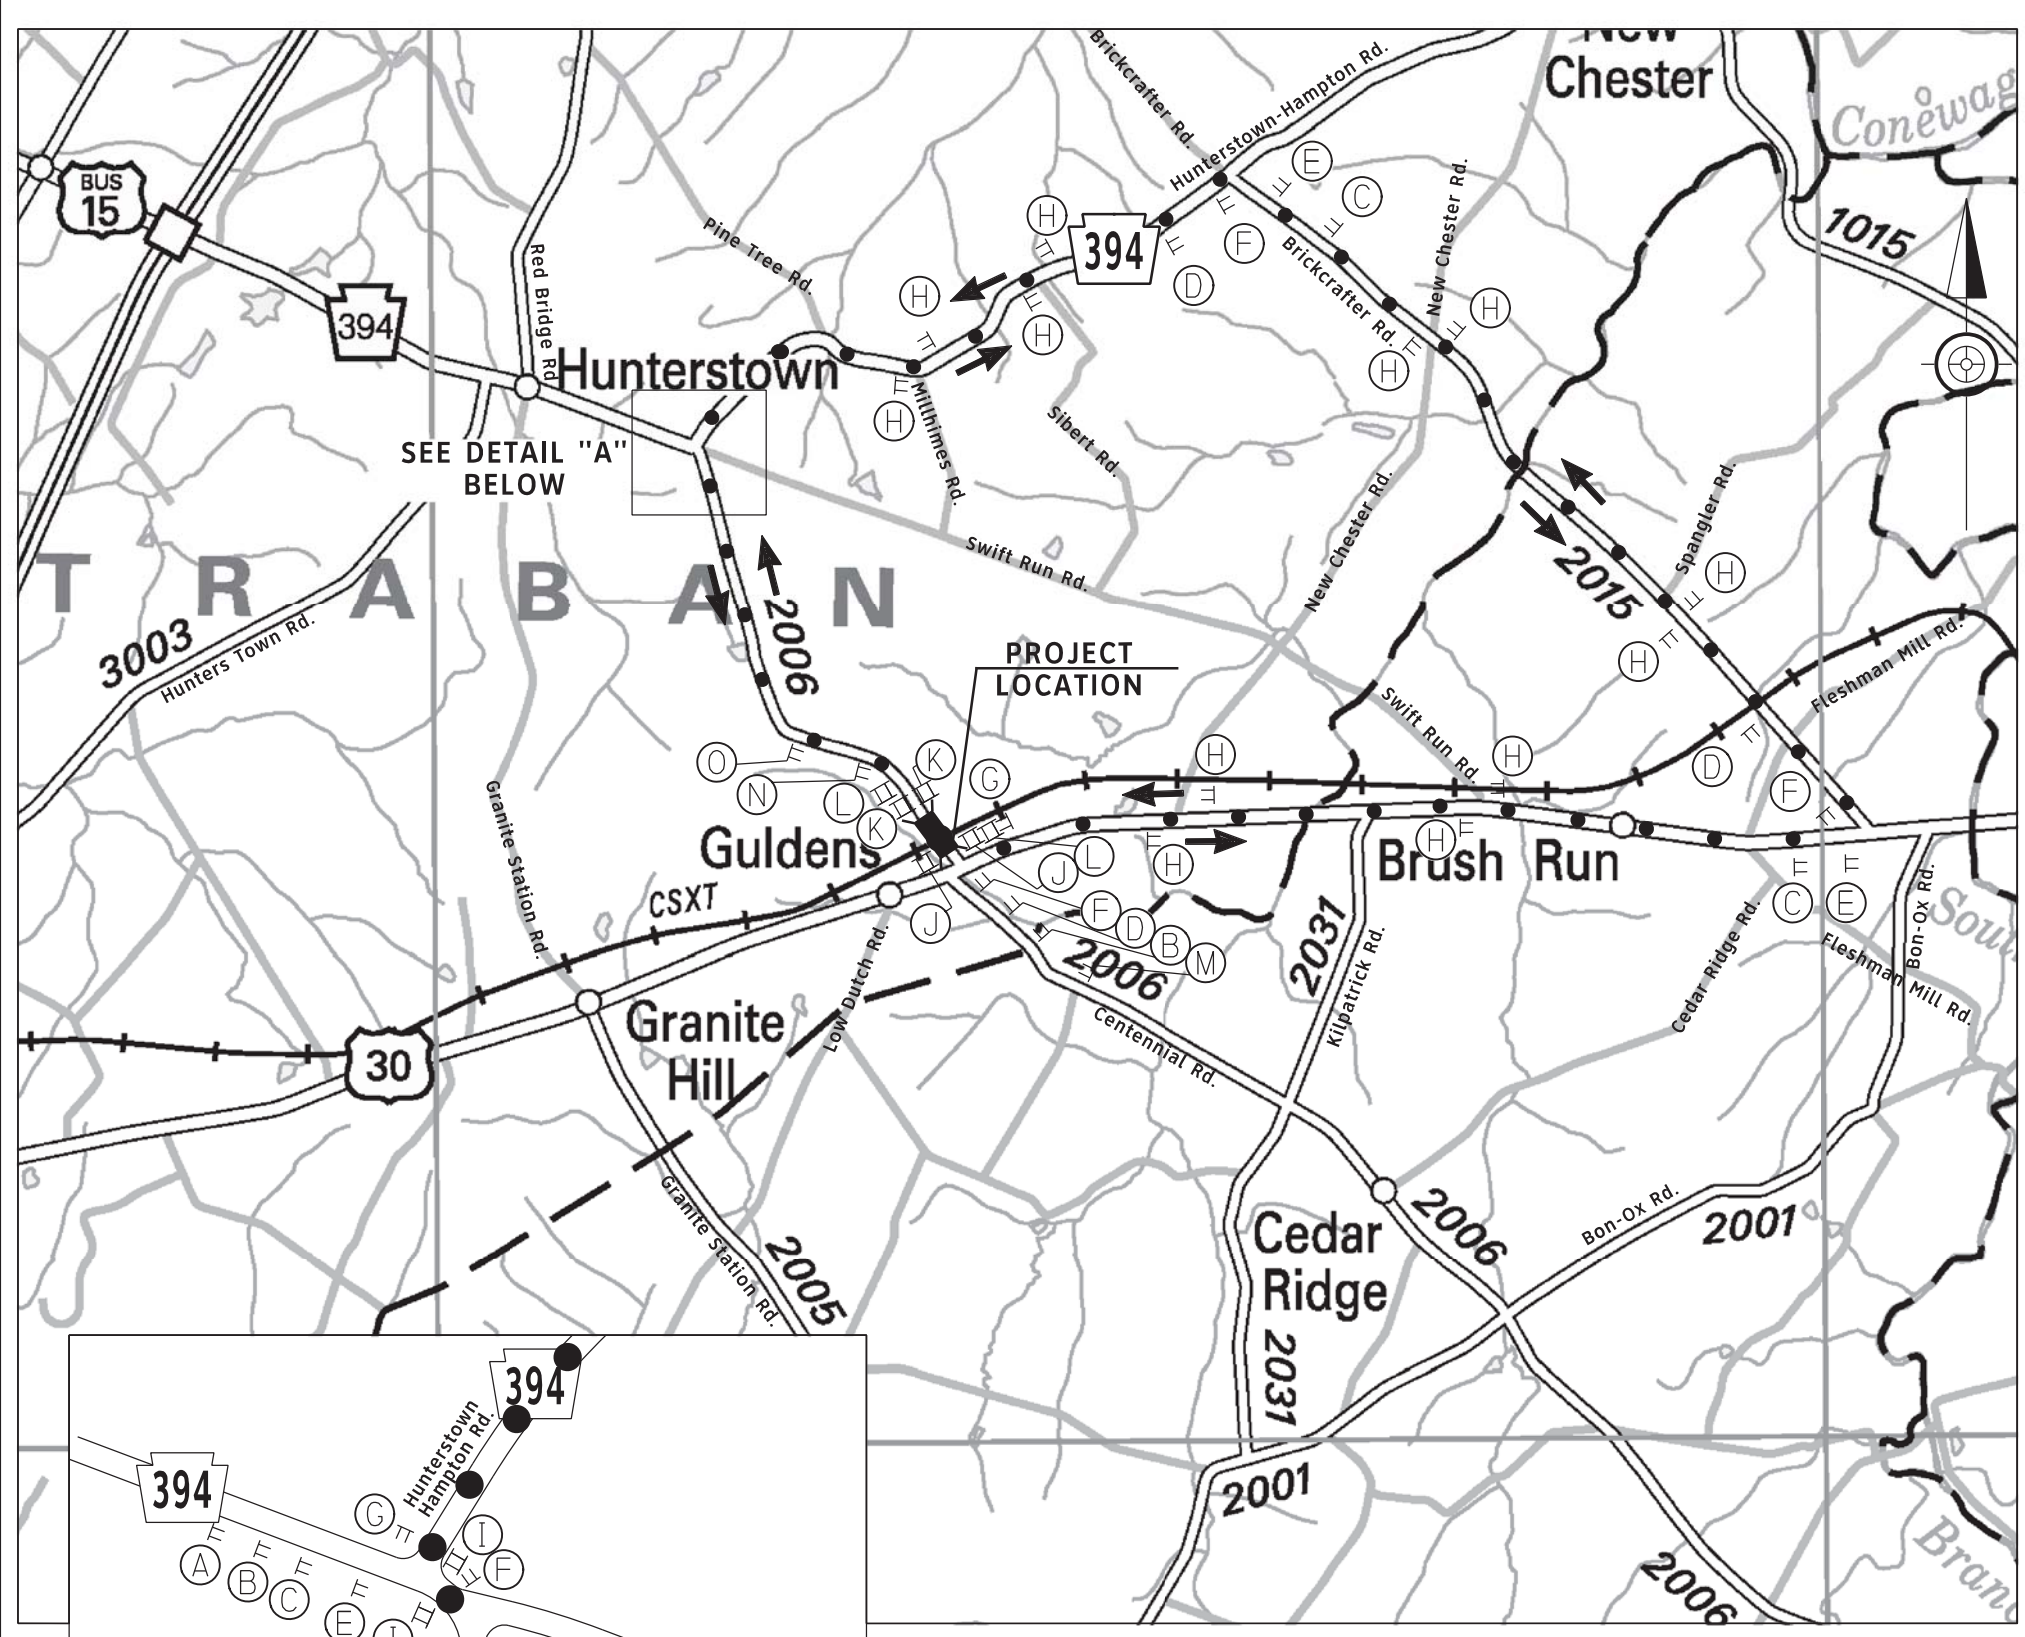 New
Chester
Conewag
Brickcrafter Rd.
Hunterstown-Hampton Rd.
BUS
15
E
C
New Chester Rd.
1015
H
394
F
D
Pine Tree Rd.
Red Bridge Rd
Brickcrafter Rd.
H
H
H
H
394
Hunterstown
Millhimes Rd.
H
Sibert Rd.
SEE DETAIL "A"
BELOW
Swift Run Rd.
New Chester Rd.
2015
Spangler Rd.
H
H
TRABAN
2006
3003
Hunters Town Rd.
PROJECT
LOCATION
Fleshman Mill Rd.
Swift Run Rd.
O
N
L
K
K
G
H
H
D
F
Guldens
L
J
H
H
Brush Run
CSXT
J
F
D
B
M
C
E
Granite Station Rd.
Low Dutch Rd.
2006
2031
Kilpatrick Rd.
Cedar Ridge Rd.
Fleshman Mill Rd.
Bon-Ox Rd.
Sou
30
Granite
Hill
Centennial Rd.
Granite Station Rd.
2005
Cedar
Ridge
2006
Bon-Ox Rd.
2001
2031
2001
2006
Bran
394
Hunterstown
Hampton Rd.
394
G
I
F
A
B
C
E
I